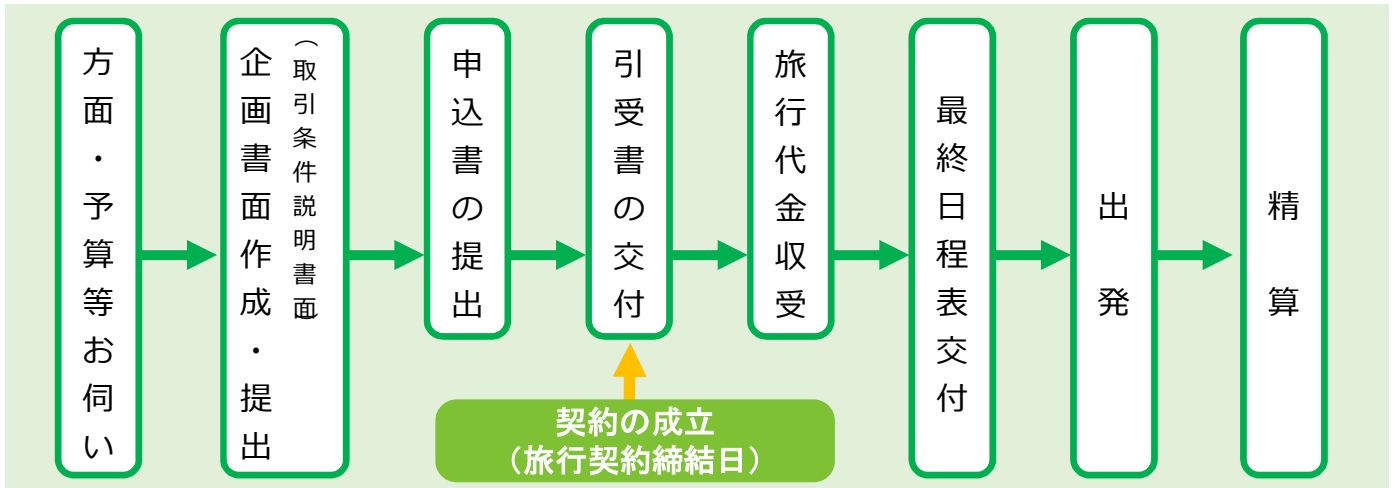 方面・予算等お伺い
企画書面作成・提出
（取引条件説明書面）
申込書の提出
引受書の交付
旅行代金収受
最終日程表交付
出発
精算
契約の成立
（旅行契約締結日）